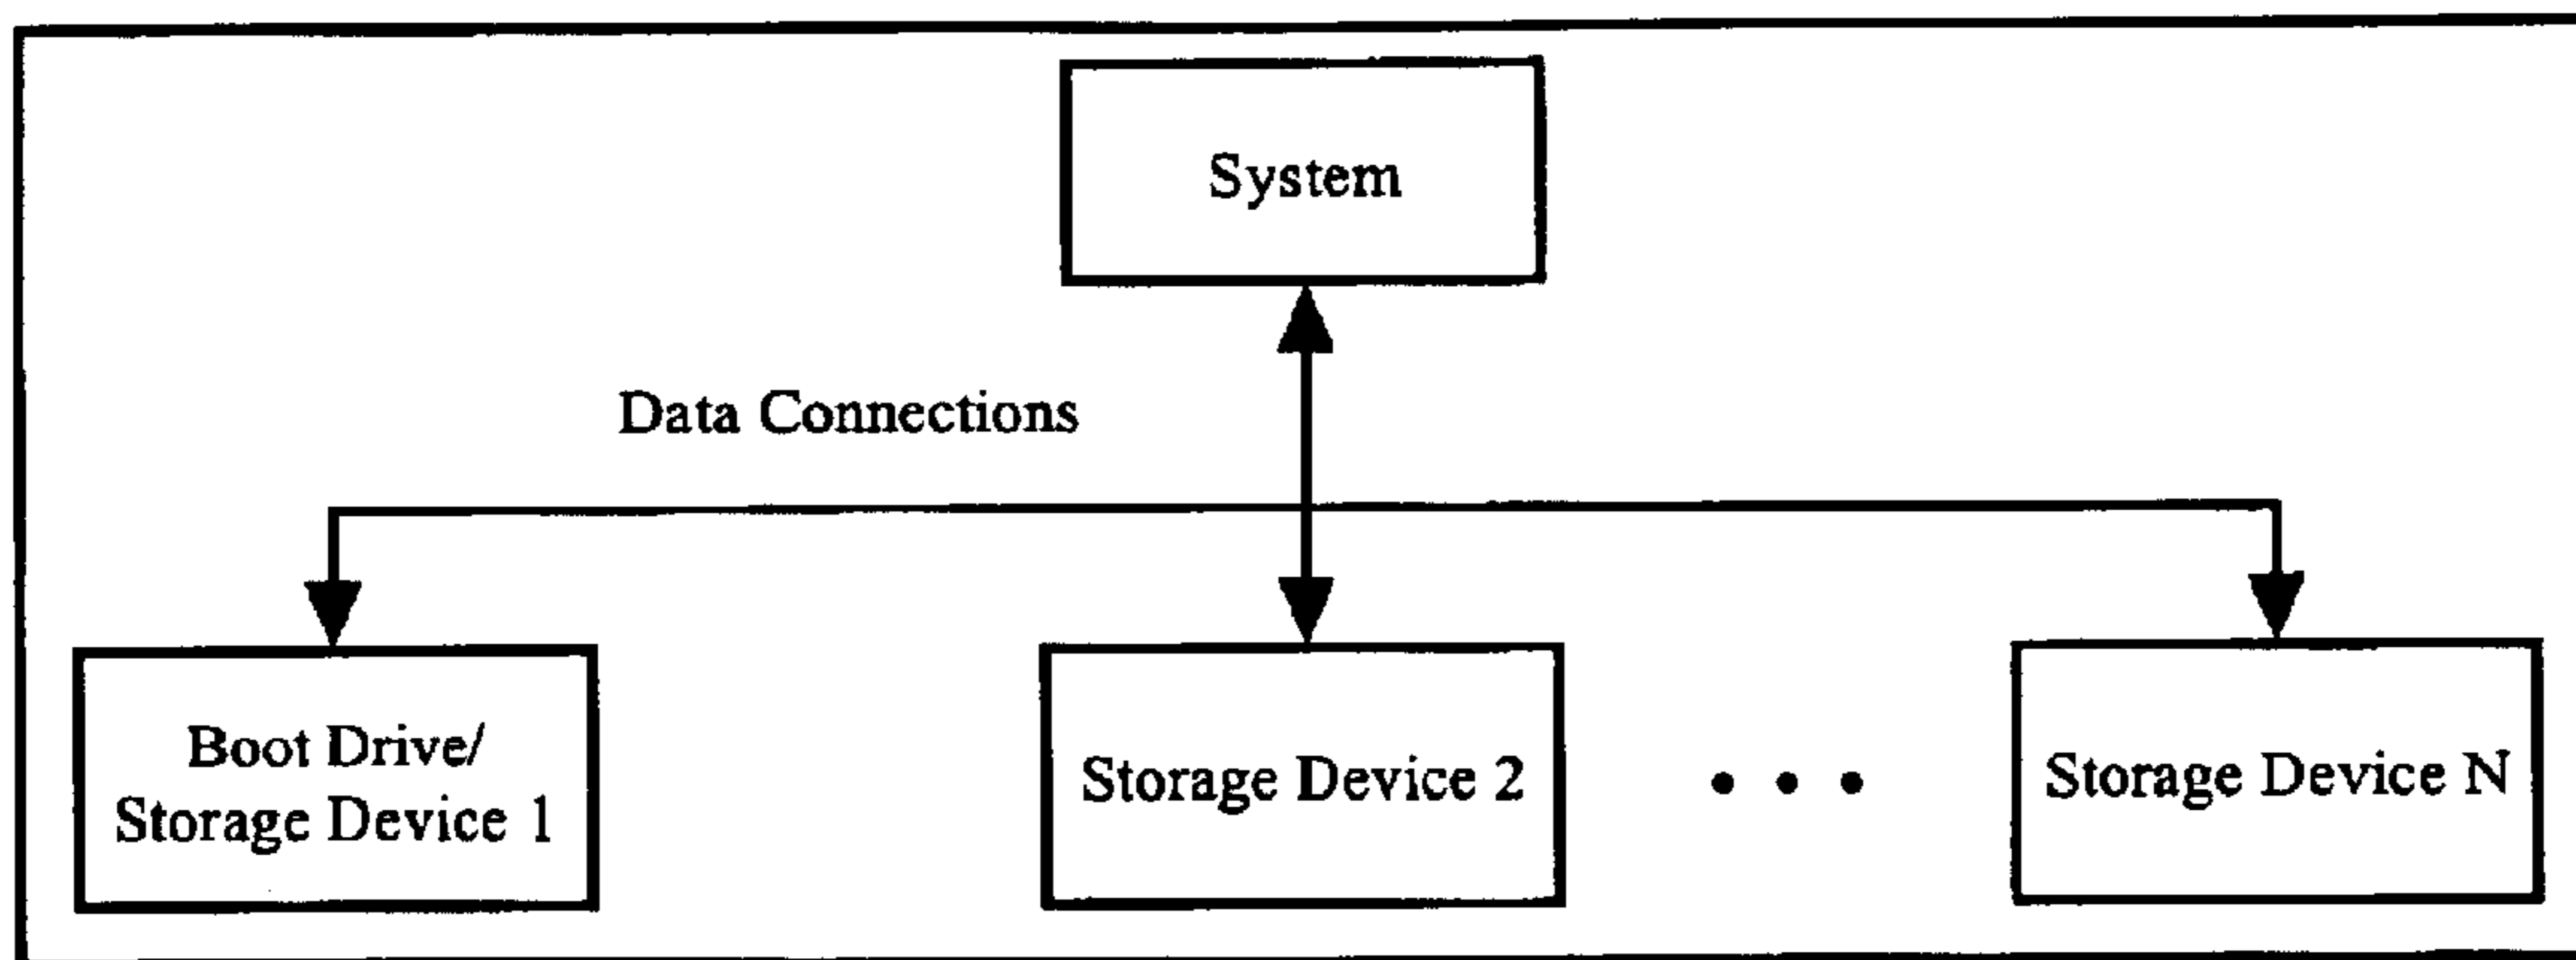 System
Data Connections
Boot Drive/
Storage Device 1
Storage Device 2
• • •
Storage Device N